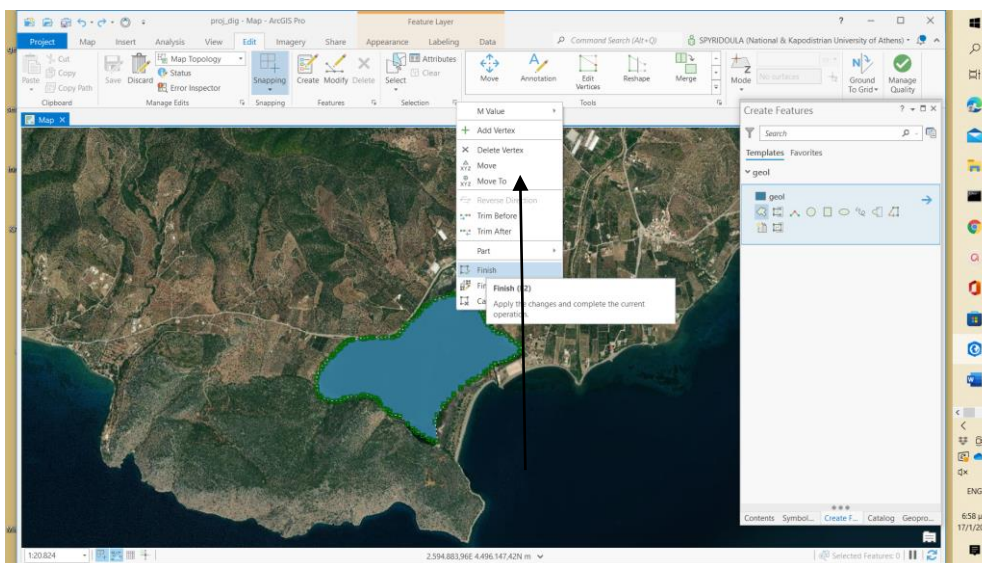 proj_dig - Map - ArcGIS Pro
Feature Layer
? — □ ×
Project Map Insert Analysis View Edit Imagery Share Appearance Labeling Data
Command Search (Alt+Q)
SPYRIDOULA (National & Kapodistrian University of Athens)
Paste
Cut
Copy
Copy Path
Clipboard
Save
Discard
Map Topology
Status
Error Inspector
Manage Edits
Snapping
Snapping
Create
Modify
Delete
Features
Select
Attributes
Clear
Selection
Move
Annotation
Edit Vertices
Reshape
Merge
Tools
Mode
No surfaces
Ground To Grid
Manage Quality
Map ×
M Value
Add Vertex
Delete Vertex
Move
Move To
Reverse Direction
Trim Before
Trim After
Part
Finish
Finish (F2)
Apply the changes and complete the current
operation.
Create Features
Search
Templates Favorites
geol
geol
Contents Symbol... Create F... Catalog Geopro...
1:20.824
2.594.883,96E 4.496.147,42N m
Selected Features: 0
ENG
6:58 μ
17/1/20